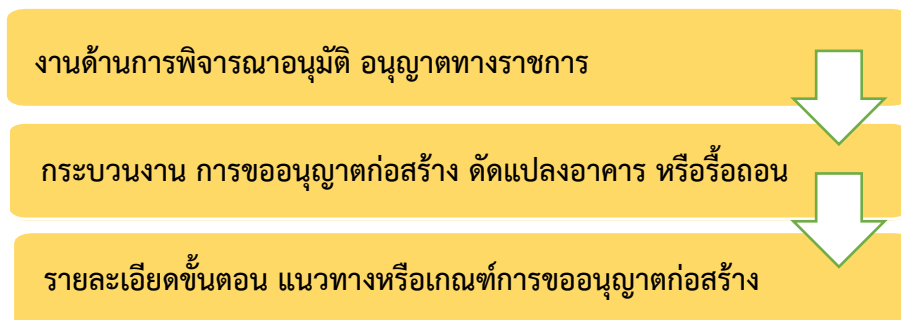 งานด้านการพิจารณาอนุมัติ อนุญาตทางราชการ
กระบวนงาน การขออนุญาตก่อสร้าง ดัดแปลงอาคาร หรือรื้อถอน
รายละเอียดขั้นตอน แนวทางหรือเกณฑ์การขออนุญาตก่อสร้าง